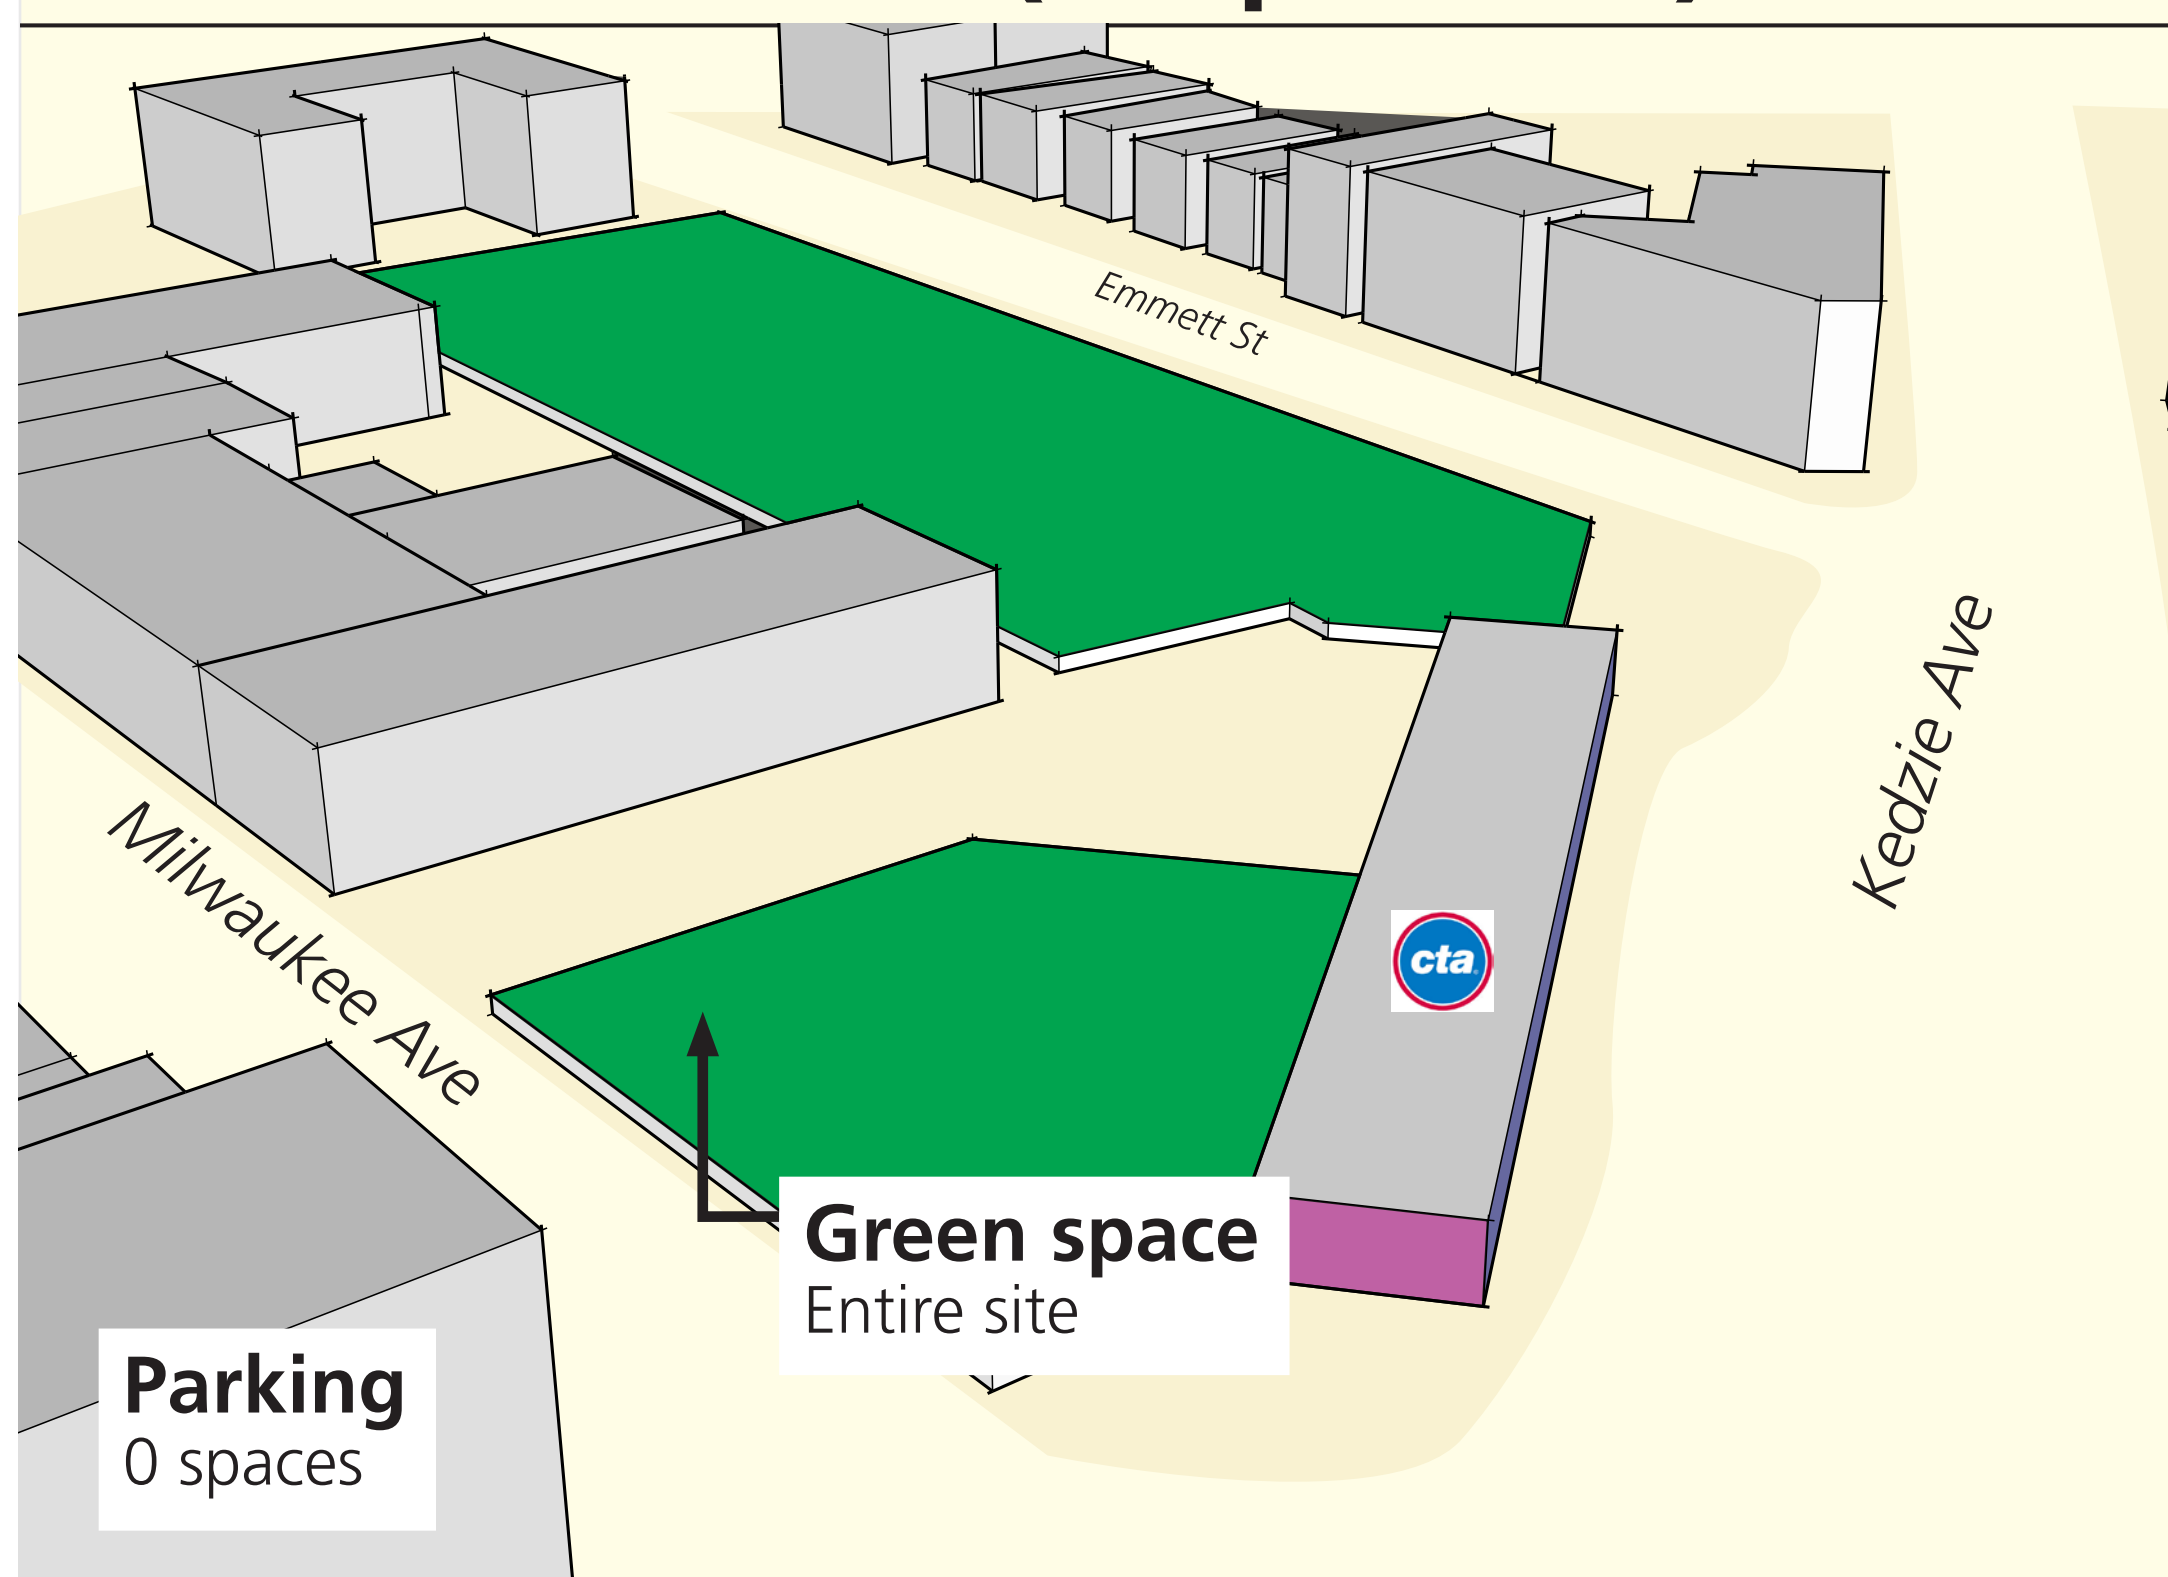 Emmett St
Kedzie Ave
Milwaukee Ave
cta
Green space
Entire site
Parking
0 spaces